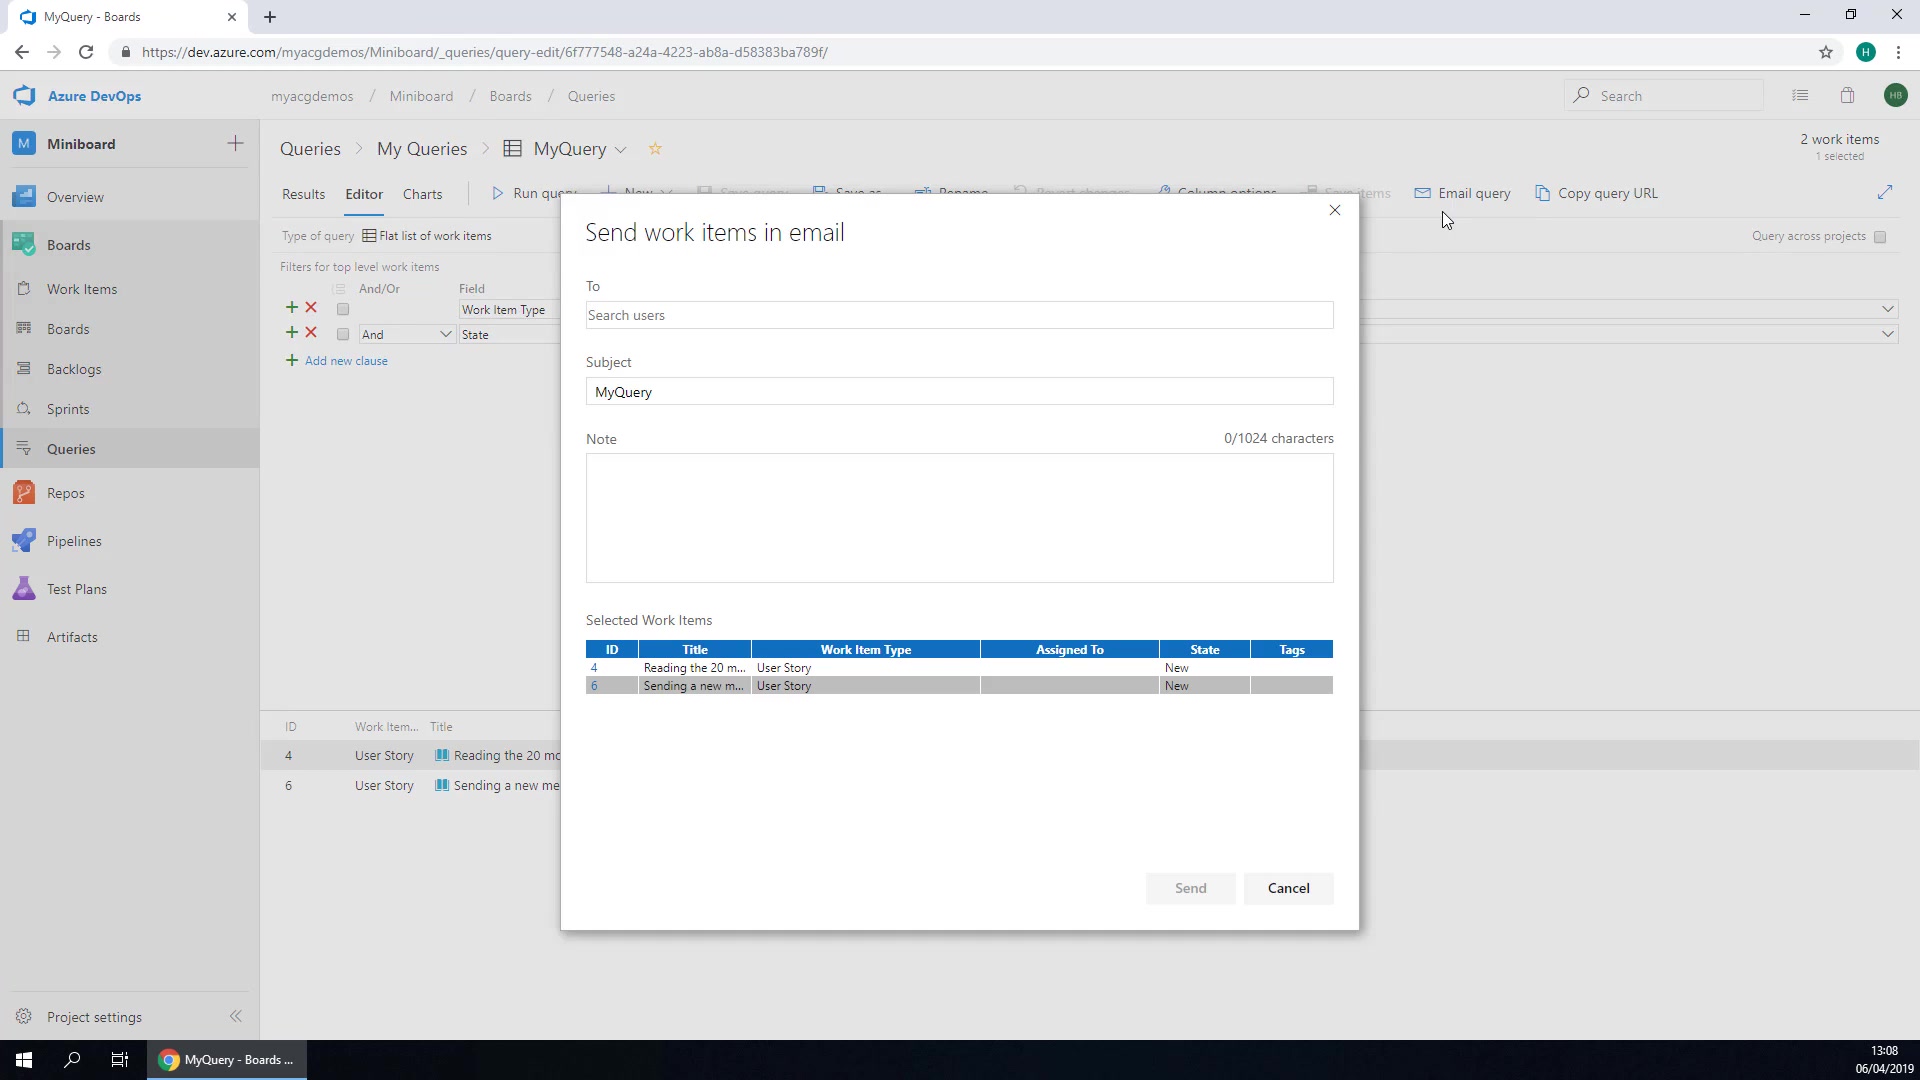 MyQuery - Boards
https://dev.azure.com/myacgdemos/Miniboard/_queries/query-edit/6f777548-a24a-4223-ab8a-d58383ba789f/
H
Azure DevOps
myacgdemos / Miniboard / Boards / Queries
Search
HB
M Miniboard
Queries > My Queries > MyQuery
2 work items
1 selected
Results Editor Charts Run query New Save query Save as Rename Revert changes Column options Save items Email query Copy query URL
Overview
Boards
Work Items
Boards
Backlogs
Sprints
Queries
Repos
Pipelines
Test Plans
Artifacts
Project settings
Type of query Flat list of work items
Query across projects
Filters for top level work items
And/Or Field
Work Item Type
And State
Add new clause
Send work items in email
To
Search users
Subject
MyQuery
Note 0/1024 characters
Selected Work Items
ID Title Work Item Type Assigned To State Tags
4 Reading the 20 m... User Story New
6 Sending a new m... User Story New
Send Cancel
ID Work Item... Title
4 User Story Reading the 20 mo
6 User Story Sending a new me
MyQuery - Boards ...
13:08
06/04/2019